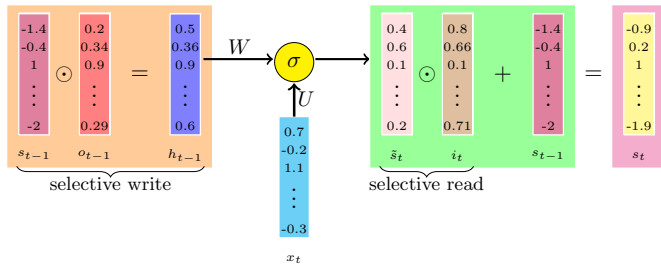 -1.4 0.2 0.5 W 0.4 0.8 -1.4 -0.9
-0.4 0.34 0.36 0.6 0.66 -0.4 0.2
1 ⊙ 0.9 = 0.9 σ 0.1 ⊙ 0.1 + 1 = 1
⋮ ⋮ ⋮ ⋮ ⋮ ⋮ ⋮
-2 0.29 0.6 U 0.2 0.71 -2 -1.9
s_{t−1} o_{t−1} h_{t−1} s̃_t i_t s_{t−1} s_t
selective write selective read
0.7
-0.2
1.1
⋮
-0.3
x_t